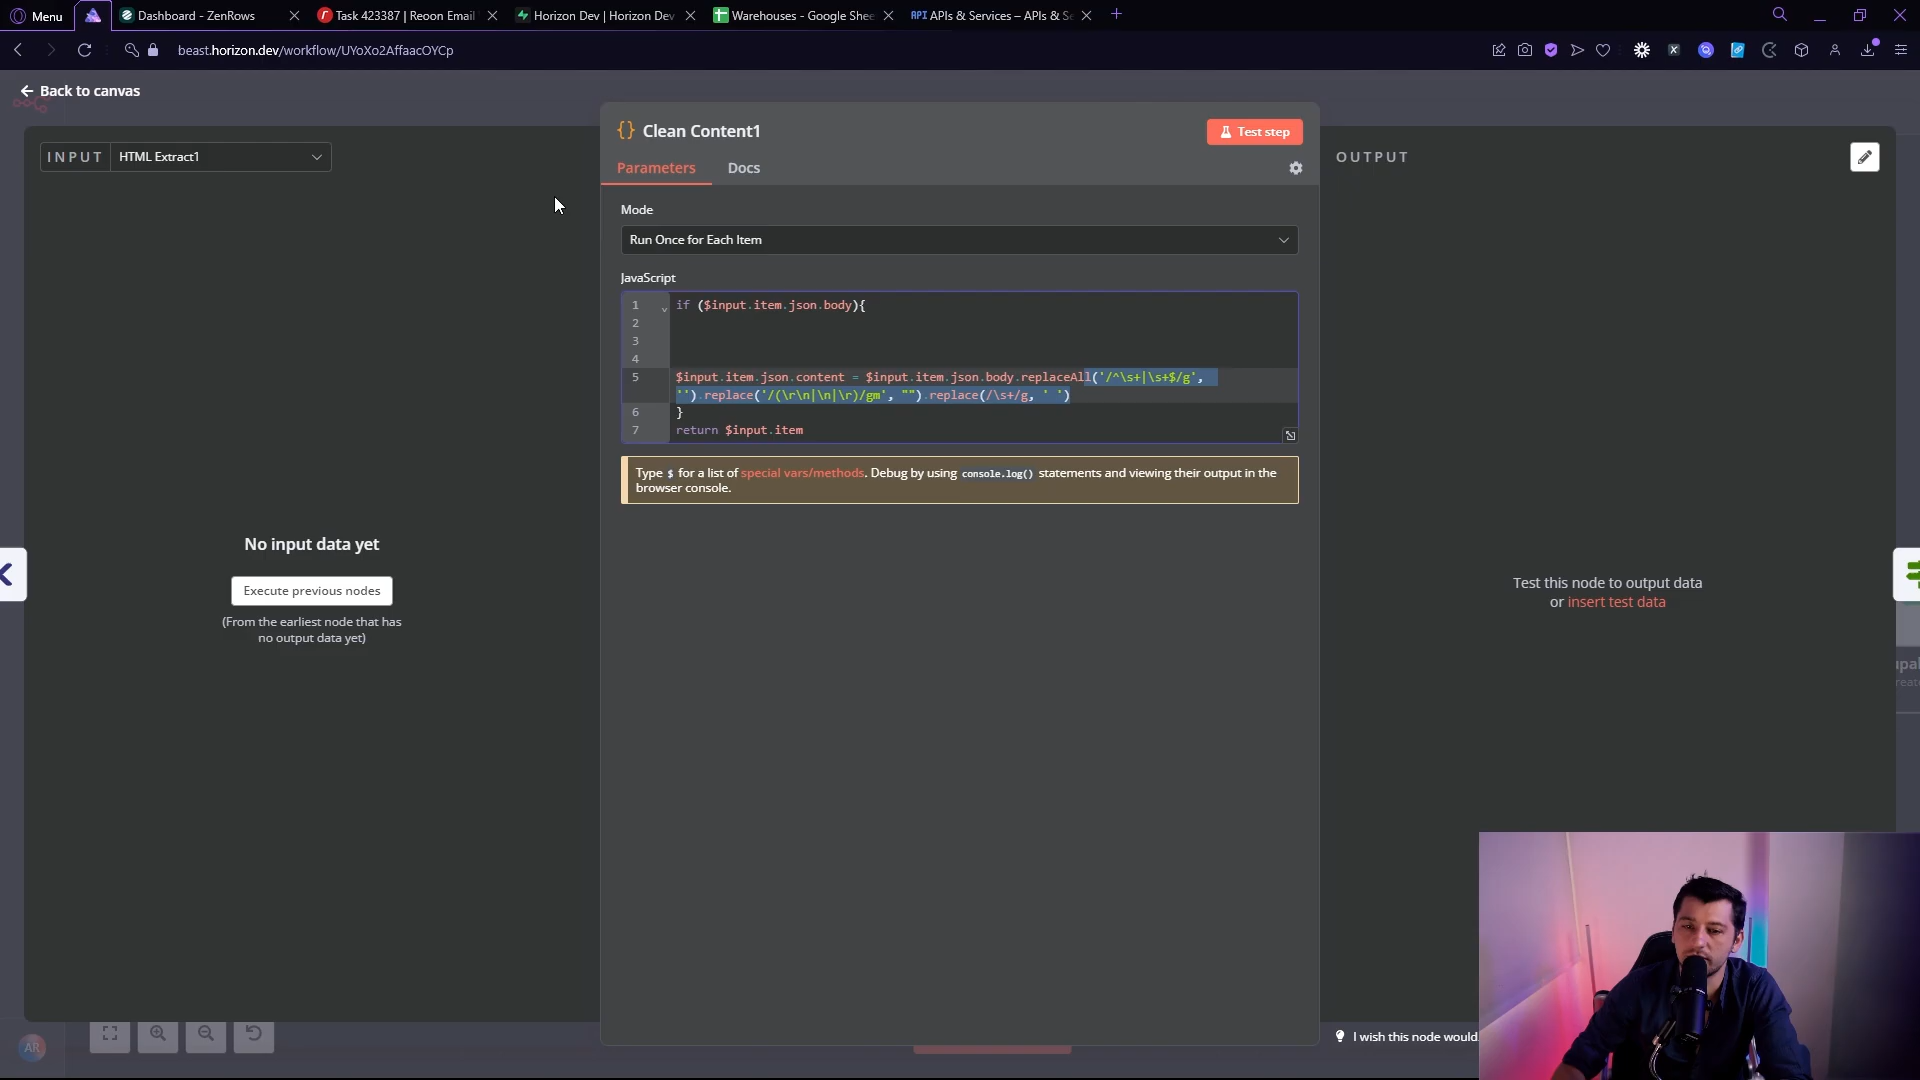 Menu
Dashboard - ZenRows
Task 423387 | Reoon Email
Horizon Dev | Horizon Dev
Warehouses - Google Shee
API APIs & Services – APIs & Se
beast.horizon.dev/workflow/UYoXo2AffaacOYCp
Back to canvas
INPUT HTML Extract1
{} Clean Content1
Test step
Parameters Docs
OUTPUT
Mode
Run Once for Each Item
JavaScript
1 if ($input.item.json.body){
2
3
4
5 $input.item.json.content = $input.item.json.body.replaceAll('/^\s+|\s+$/g',
'').replace('/(\r\n|\n|\r)/gm', "").replace(/\s+/g, ' ')
6 }
7 return $input.item
Type $ for a list of special vars/methods. Debug by using console.log() statements and viewing their output in the
browser console.
No input data yet
Execute previous nodes
(From the earliest node that has
no output data yet)
Test this node to output data
or insert test data
AR
I wish this node would